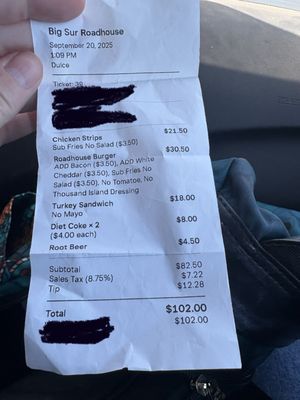 Big Sur Roadhouse
September 20, 2025
1:09 PM
Dulce
Ticket: 39
Chicken Strips $21.50
Sub Fries No Salad ($3.50)
Roadhouse Burger $30.50
ADD Bacon ($3.50), ADD White
Cheddar ($3.50), Sub Fries No
Salad ($3.50), No Tomatoe, No
Thousand Island Dressing
Turkey Sandwich $18.00
No Mayo
Diet Coke × 2 $8.00
($4.00 each)
Root Beer $4.50
Subtotal $82.50
Sales Tax (8.75%) $7.22
Tip $12.28
Total $102.00
$102.00